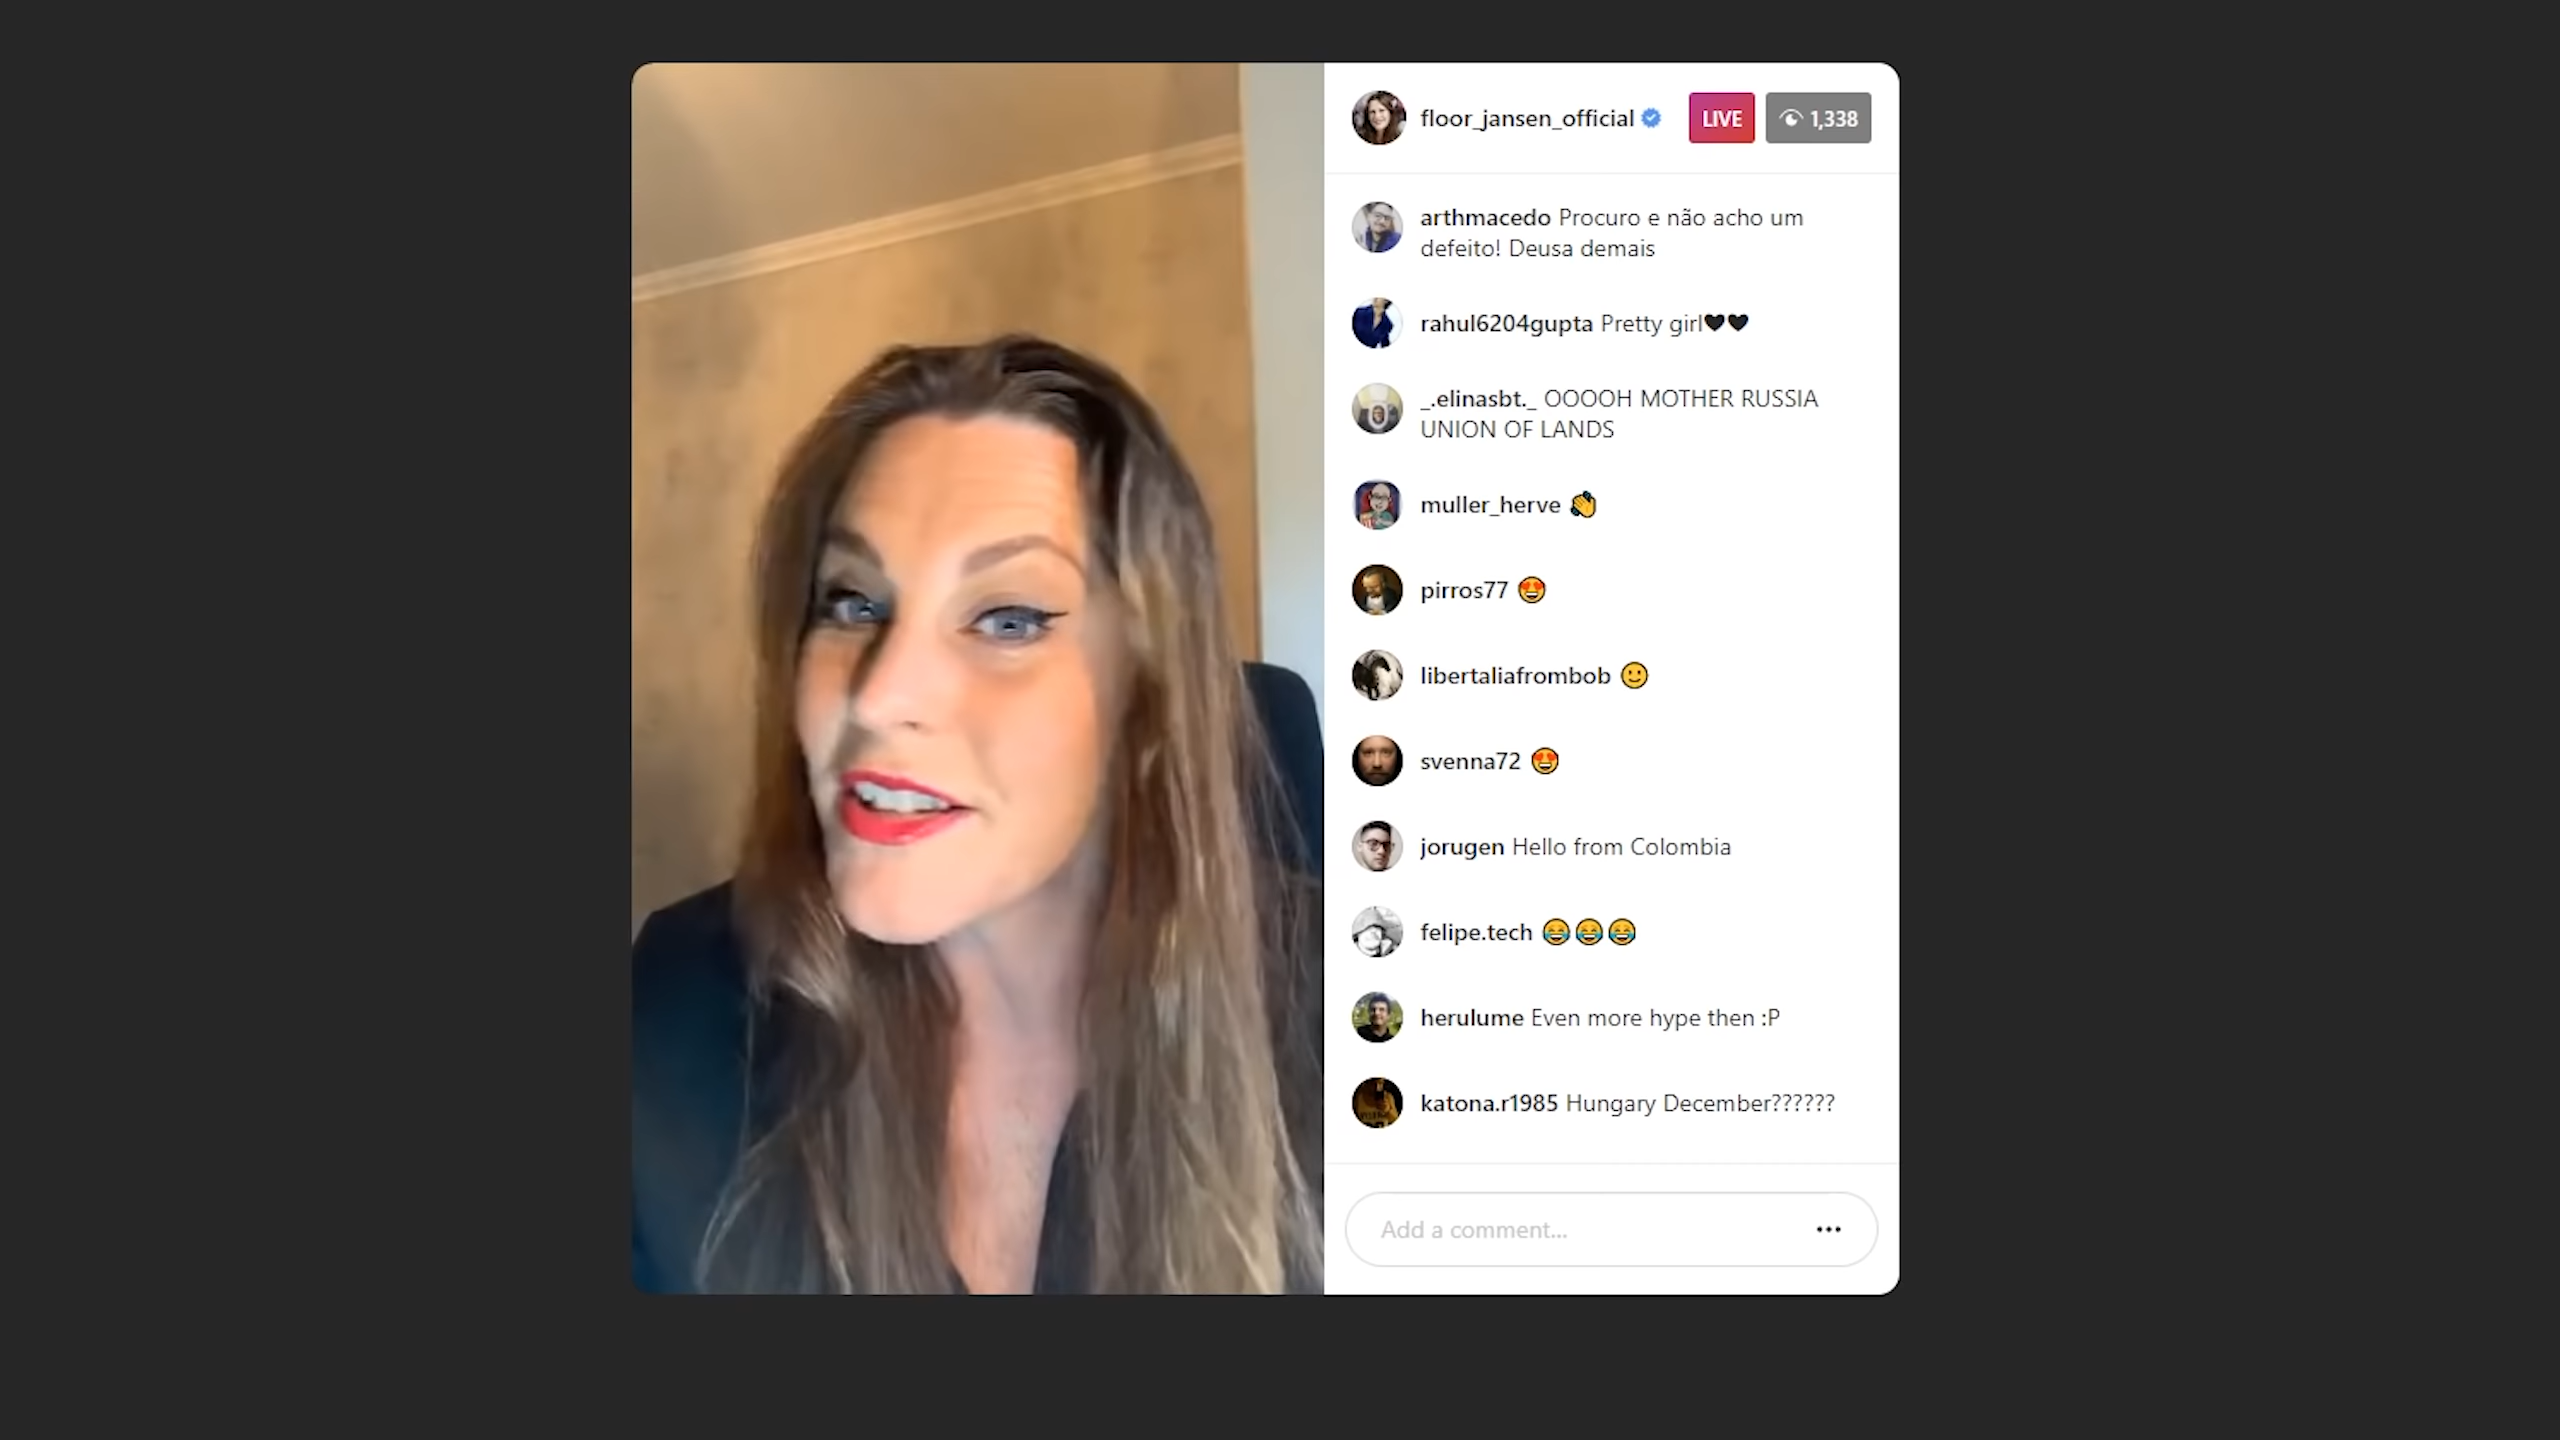 floor_jansen_official LIVE 1,338
arthmacedo Procuro e não acho um
defeito! Deusa demais
rahul6204gupta Pretty girl🖤🖤
_.elinasbt._ OOOOH MOTHER RUSSIA
UNION OF LANDS
muller_herve 👏
pirros77 😍
libertaliafrombob 🙂
svenna72 😍
jorugen Hello from Colombia
felipe.tech 😂😂😂
herulume Even more hype then :P
katona.r1985 Hungary December??????
Add a comment... •••